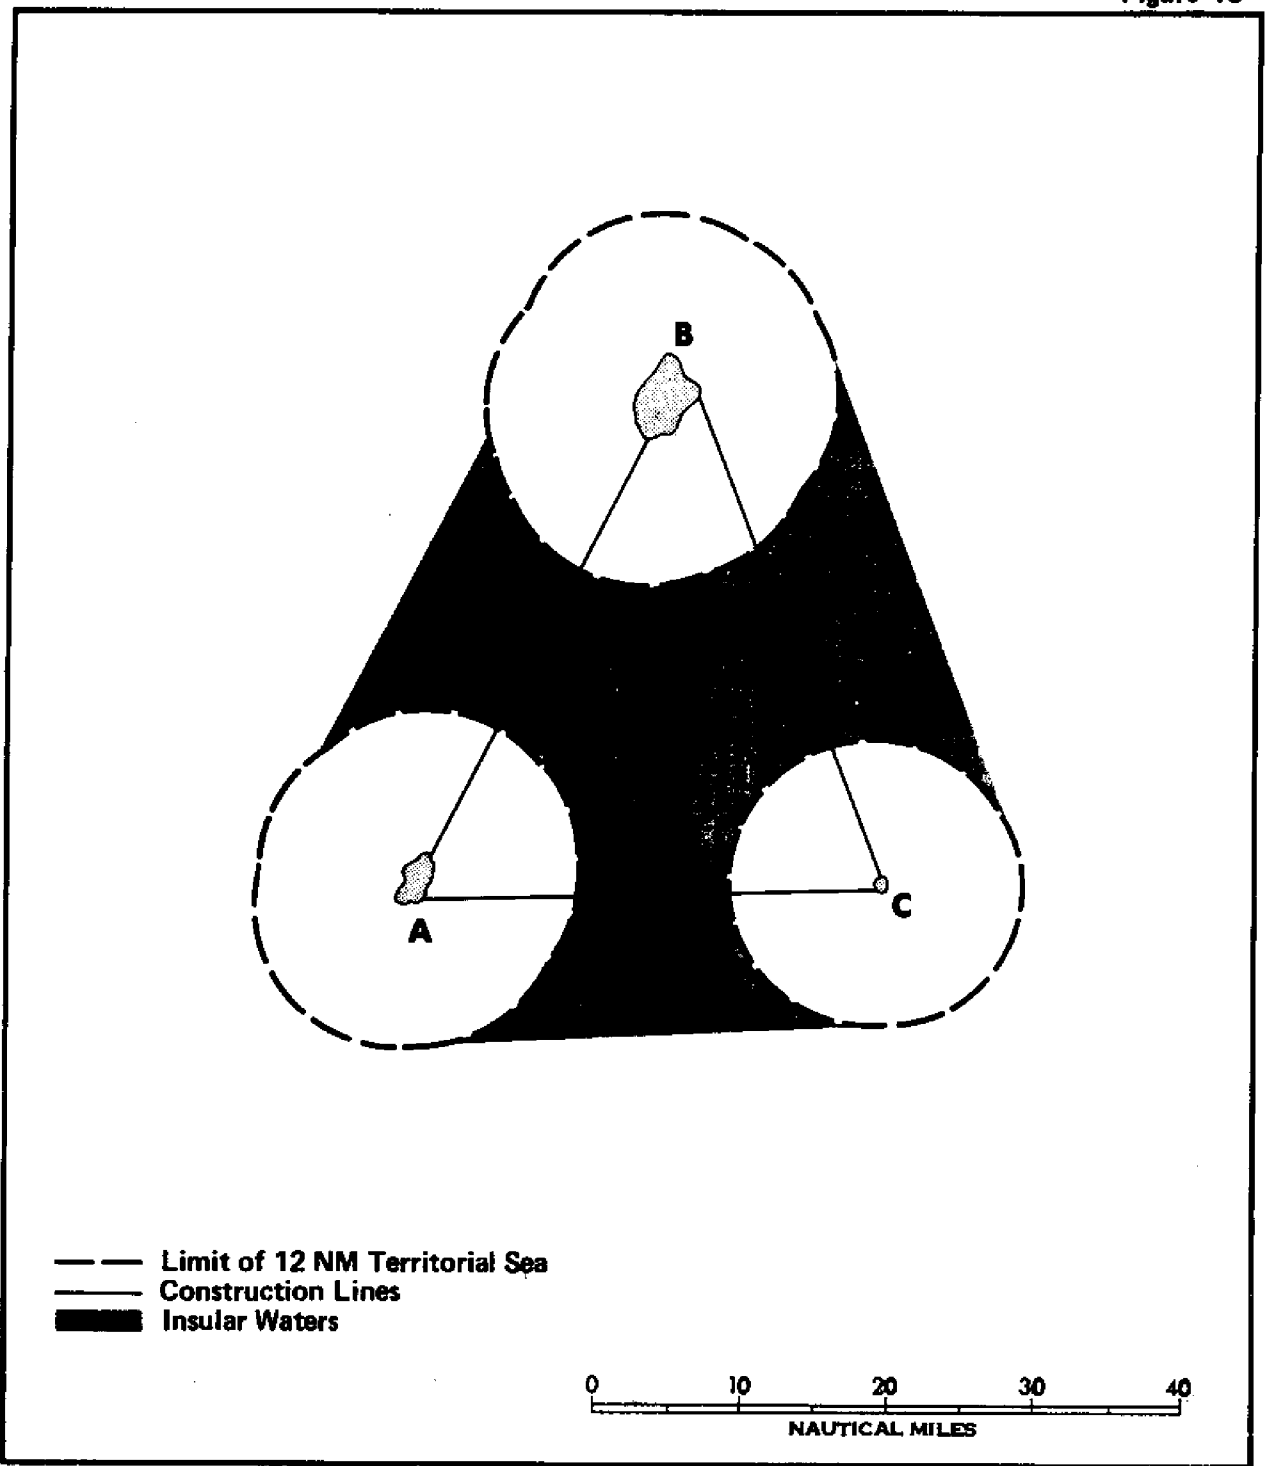 B
A
C
Limit of 12 NM Territorial Sea
Construction Lines
Insular Waters
0 10 20 30 40
NAUTICAL MILES